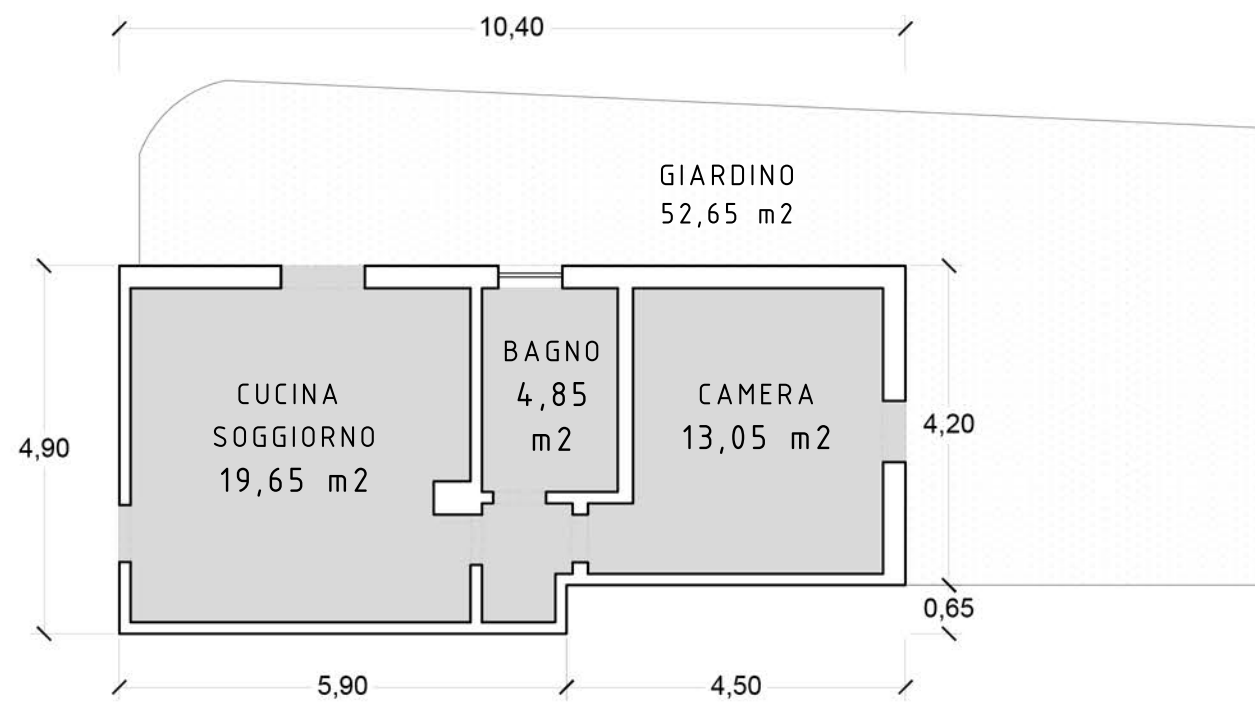 10,40
GIARDINO
52,65 m2
BAGNO
4,85
m2
CUCINA
SOGGIORNO
19,65 m2
CAMERA
13,05 m2
4,90
4,20
0,65
5,90
4,50